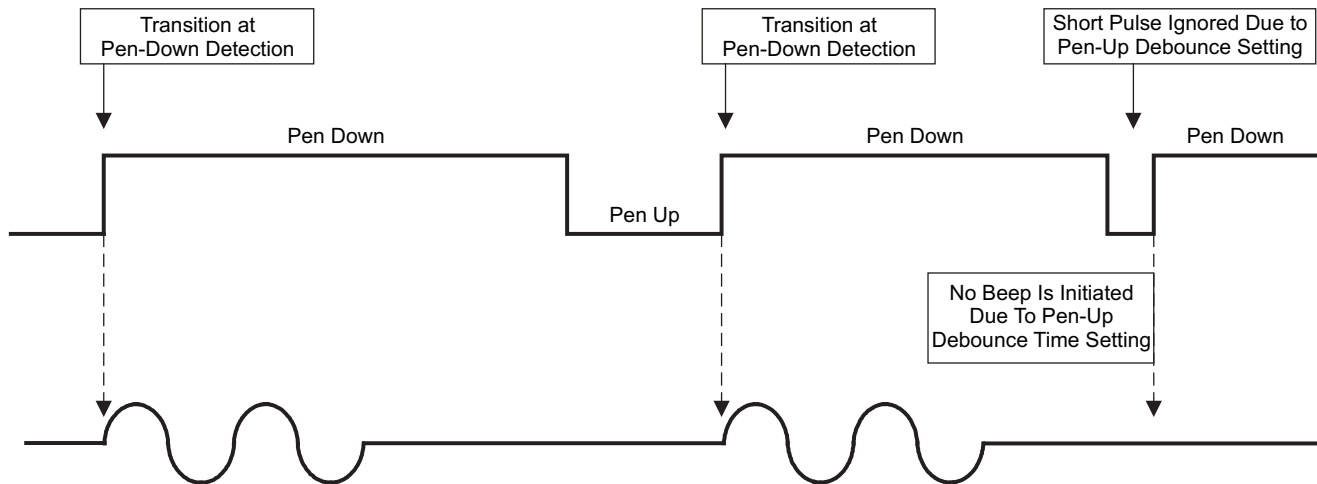 Transition at
Pen-Down Detection
Transition at
Pen-Down Detection
Short Pulse Ignored Due to
Pen-Up Debounce Setting
Pen Down
Pen Down
Pen Down
Pen Up
No Beep Is Initiated
Due To Pen-Up
Debounce Time Setting